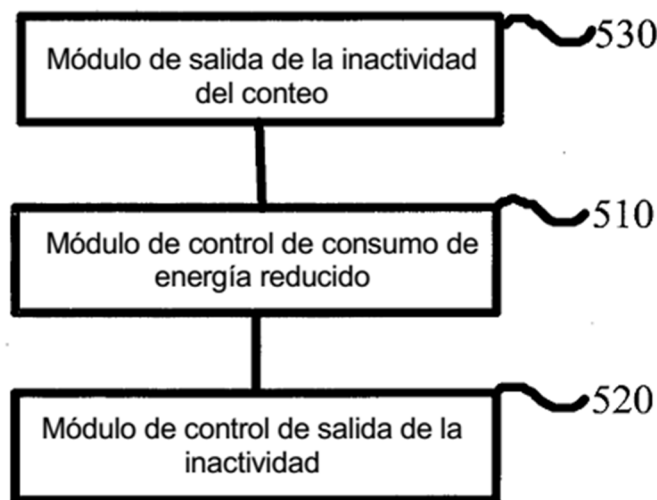 Módulo de salida de la inactividad
del conteo
530
Módulo de control de consumo de
energía reducido
510
Módulo de control de salida de la
inactividad
520